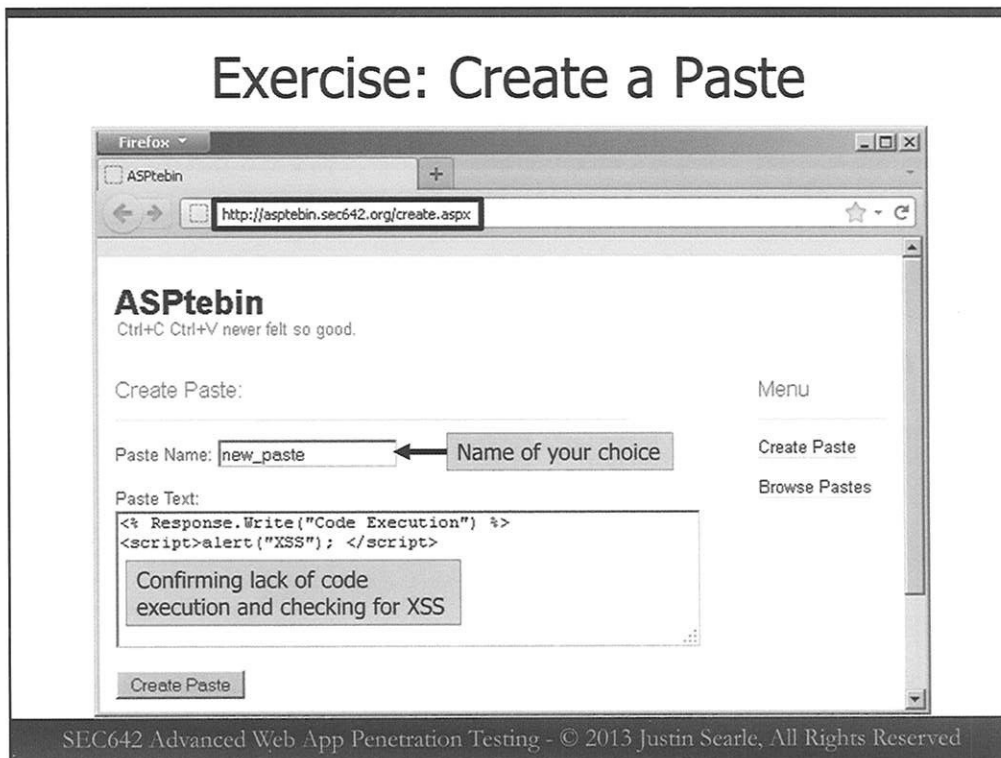 Exercise: Create a Paste
Firefox
ASPtebin
+
http://asptebin.sec642.org/create.aspx
ASPtebin
Ctrl+C Ctrl+V never felt so good.
Create Paste:
Menu
Paste Name: new_paste
Name of your choice
Create Paste
Browse Pastes
Paste Text:
<% Response.Write("Code Execution") %>
<script>alert("XSS"); </script>
Confirming lack of code
execution and checking for XSS
Create Paste
SEC642 Advanced Web App Penetration Testing - © 2013 Justin Searle, All Rights Reserved